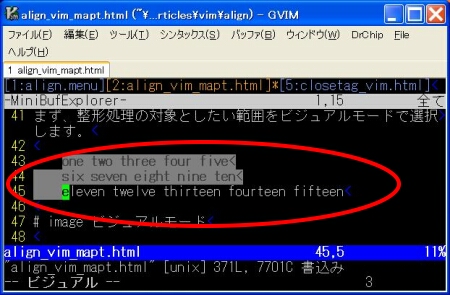 align_vim_mapt.html ("~\...rticles\vim\align) - GVIM
ファイル(F) 編集(E) ツール(T) シンタックス(S) バッファ(B) ウィンドウ(W) DrChip File
ヘルプ(H)
1 align_vim_mapt.html
[1:align.menu][2:align_vim_mapt.html]*[5:closetag_vim.html]<
-MiniBufExplorer- 1,15 全て
41 まず、整形処理の対象としたい範囲をビジュアルモードで選択
します。<
42 <
43 one two three four five<
44 six seven eight nine ten<
45 eleven twelve thirteen fourteen fifteen<
46
47 # image ビジュアルモード<
48 <
align_vim_mapt.html 45,5 11%
"align_vim_mapt.html" [unix] 371L, 7701C 書込み
-- ビジュアル -- 3